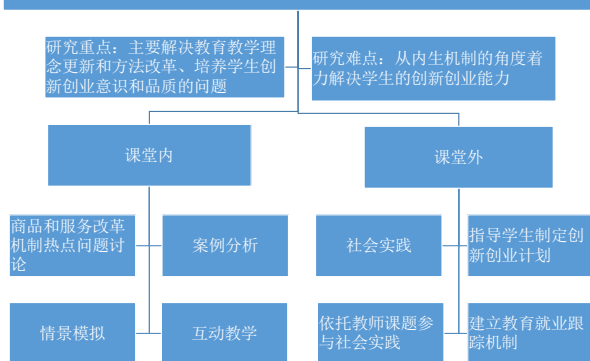 研究重点：主要解决教育教学理
念更新和方法改革、培养学生创
新创业意识和品质的问题
研究难点：从内生机制的角度着
力解决学生的创新创业能力
课堂内
课堂外
商品和服务改革
机制热点问题讨
论
案例分析
社会实践
指导学生制定创
新创业计划
情景模拟
互动教学
依托教师课题参
与社会实践
建立教育就业跟
踪机制